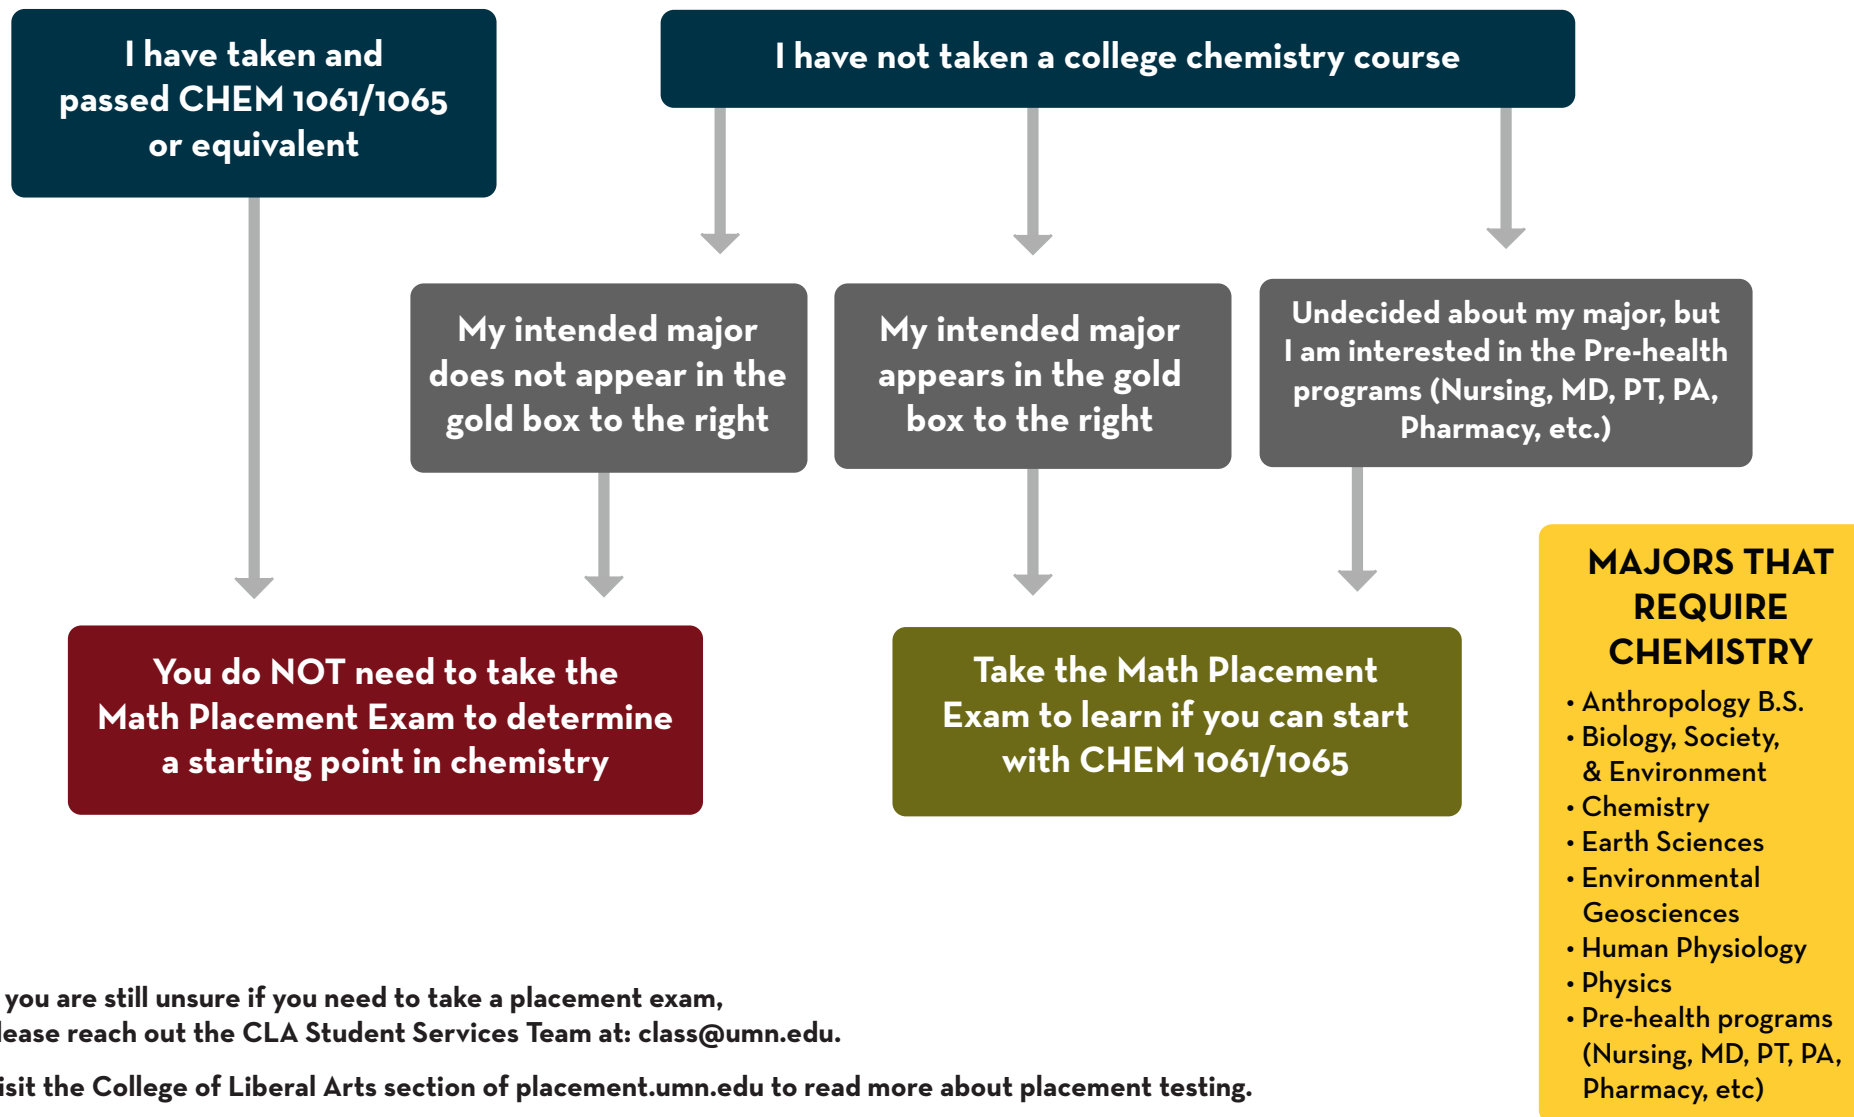 I have taken and
passed CHEM 1061/1065
or equivalent
I have not taken a college chemistry course
My intended major
does not appear in the
gold box to the right
My intended major
appears in the gold
box to the right
Undecided about my major, but
I am interested in the Pre-health
programs (Nursing, MD, PT, PA,
Pharmacy, etc.)
You do NOT need to take the
Math Placement Exam to determine
a starting point in chemistry
Take the Math Placement
Exam to learn if you can start
with CHEM 1061/1065
MAJORS THAT
REQUIRE
CHEMISTRY
• Anthropology B.S.
• Biology, Society,
& Environment
• Chemistry
• Earth Sciences
• Environmental
Geosciences
• Human Physiology
• Physics
• Pre-health programs
(Nursing, MD, PT, PA,
Pharmacy, etc)
you are still unsure if you need to take a placement exam,
lease reach out the CLA Student Services Team at: class@umn.edu.
isit the College of Liberal Arts section of placement.umn.edu to read more about placement testing.